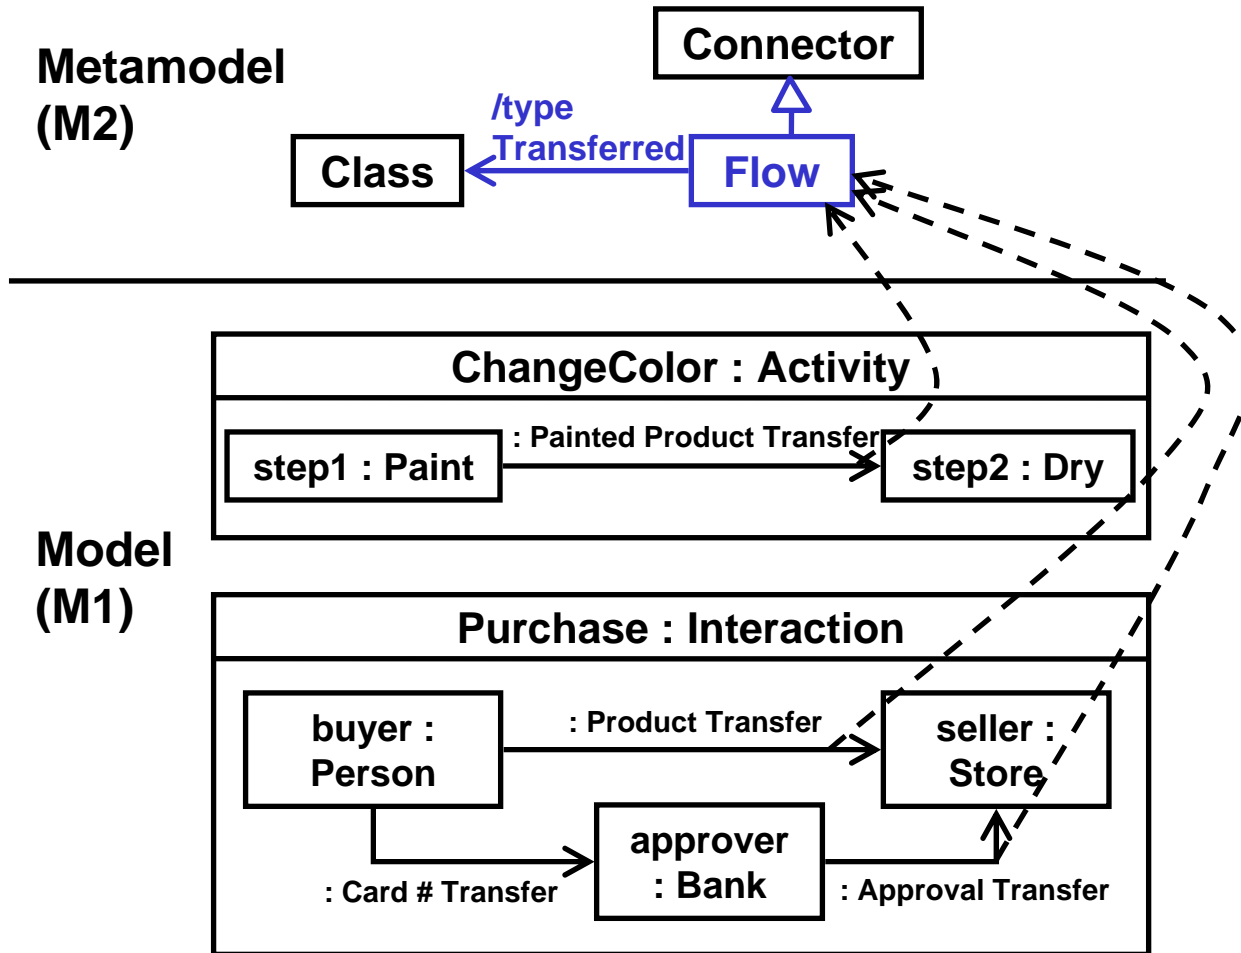 Metamodel
(M2)
Connector
/type
Transferred
Class
Flow
ChangeColor : Activity
: Painted Product Transfer
step1 : Paint
step2 : Dry
Model
(M1)
Purchase : Interaction
buyer :
Person
: Product Transfer
seller :
Store
approver
: Bank
: Card # Transfer
: Approval Transfer